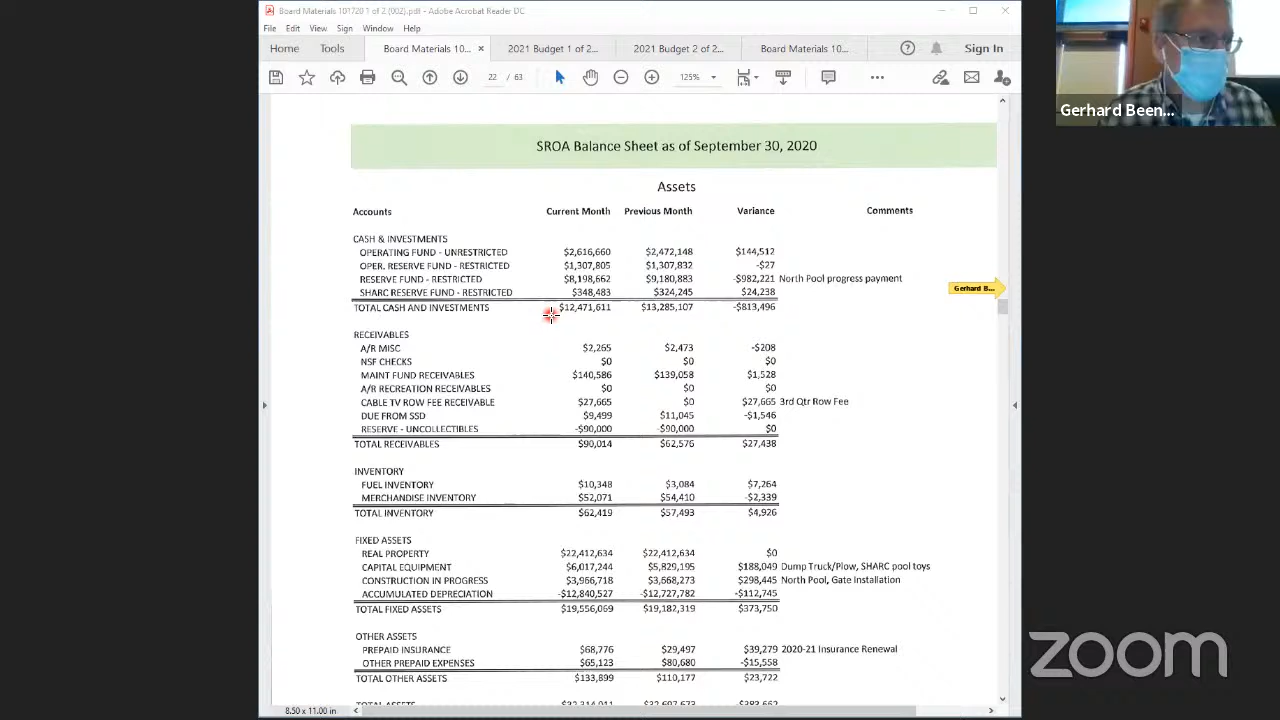 Board Materials 101720 1 of 2 (002).pdf - Adobe Acrobat Reader DC
File Edit View Sign Window Help
Home Tools Board Materials 10... × 2021 Budget 1 of 2... 2021 Budget 2 of 2... Board Materials 10... Sign In
22 / 63 125%
Gerhard Been...
SROA Balance Sheet as of September 30, 2020
Assets
Accounts Current Month Previous Month Variance Comments
CASH & INVESTMENTS
OPERATING FUND - UNRESTRICTED $2,616,660 $2,472,148 $144,512
OPER. RESERVE FUND - RESTRICTED $1,307,805 $1,307,832 -$27
RESERVE FUND - RESTRICTED $8,198,662 $9,180,883 -$982,221 North Pool progress payment
Gerhard B...
SHARC RESERVE FUND - RESTRICTED $348,483 $324,245 $24,238
TOTAL CASH AND INVESTMENTS $12,471,611 $13,285,107 -$813,496
RECEIVABLES
A/R MISC $2,265 $2,473 -$208
NSF CHECKS $0 $0 $0
MAINT FUND RECEIVABLES $140,586 $139,058 $1,528
A/R RECREATION RECEIVABLES $0 $0 $0
CABLE TV ROW FEE RECEIVABLE $27,665 $0 $27,665 3rd Qtr Row Fee
DUE FROM SSD $9,499 $11,045 -$1,546
RESERVE - UNCOLLECTIBLES -$90,000 -$90,000 $0
TOTAL RECEIVABLES $90,014 $62,576 $27,438
INVENTORY
FUEL INVENTORY $10,348 $3,084 $7,264
MERCHANDISE INVENTORY $52,071 $54,410 -$2,339
TOTAL INVENTORY $62,419 $57,493 $4,926
FIXED ASSETS
REAL PROPERTY $22,412,634 $22,412,634 $0
CAPITAL EQUIPMENT $6,017,244 $5,829,195 $188,049 Dump Truck/Plow, SHARC pool toys
CONSTRUCTION IN PROGRESS $3,966,718 $3,668,273 $298,445 North Pool, Gate Installation
ACCUMULATED DEPRECIATION -$12,840,527 -$12,727,782 -$112,745
TOTAL FIXED ASSETS $19,556,069 $19,182,319 $373,750
OTHER ASSETS
PREPAID INSURANCE $68,776 $29,497 $39,279 2020-21 Insurance Renewal
OTHER PREPAID EXPENSES $65,123 $80,680 -$15,558
TOTAL OTHER ASSETS $133,899 $110,177 $23,722
TOTAL ASSETS
8.50 x 11.00 in
zoom